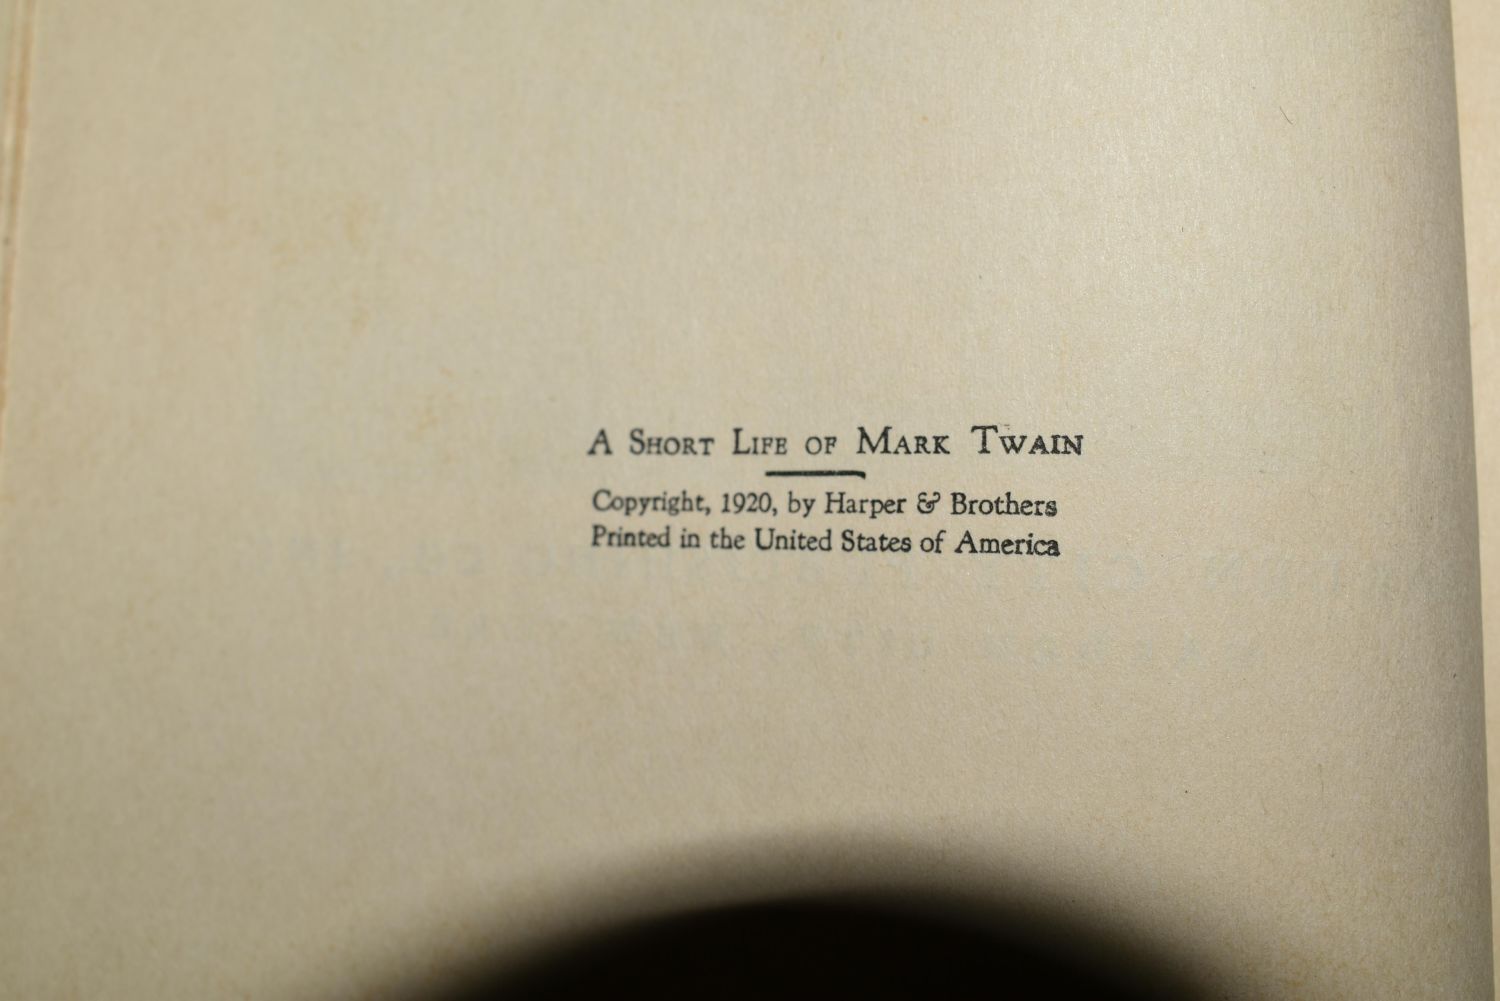 A Short Life of Mark Twain
Copyright, 1920, by Harper & Brothers
Printed in the United States of America